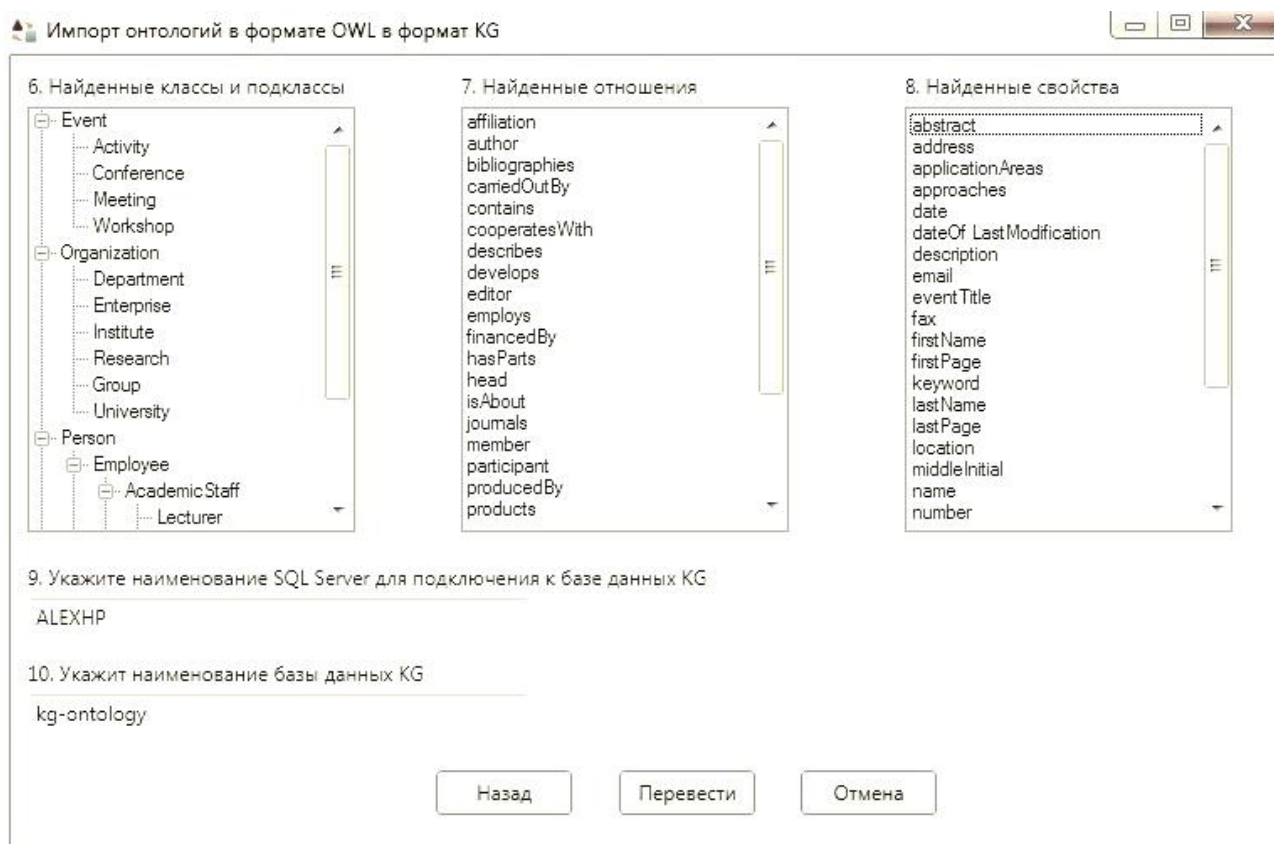 Импорт онтологий в формате OWL в формат KG
6. Найденные классы и подклассы
Event
Activity
Conference
Meeting
Workshop
Organization
Department
Enterprise
Institute
Research
Group
University
Person
Employee
AcademicStaff
Lecturer
7. Найденные отношения
affiliation
author
bibliographies
carriedOutBy
contains
cooperatesWith
describes
develops
editor
employs
financedBy
hasParts
head
isAbout
journals
member
participant
producedBy
products
8. Найденные свойства
abstract
address
applicationAreas
approaches
date
dateOf LastModification
description
email
eventTitle
fax
firstName
firstPage
keyword
lastName
lastPage
location
middleInitial
name
number
9. Укажите наименование SQL Server для подключения к базе данных KG
ALEXHP
10. Укажит наименование базы данных KG
kg-ontology
Назад Перевести Отмена